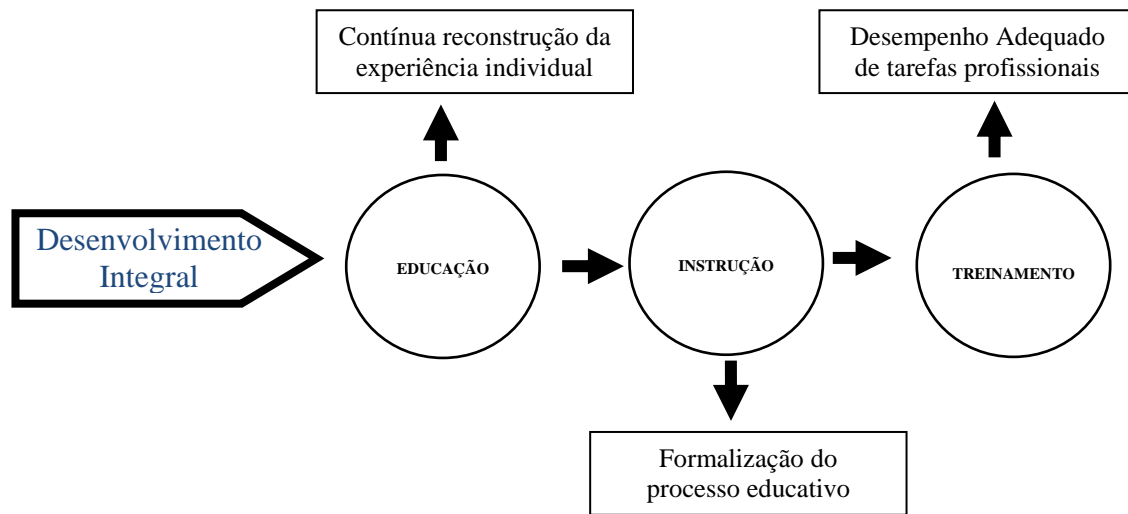 Contínua reconstrução da
experiência individual
Desempenho Adequado
de tarefas profissionais
Desenvolvimento
Integral
EDUCAÇÃO
INSTRUÇÃO
TREINAMENTO
Formalização do
processo educativo